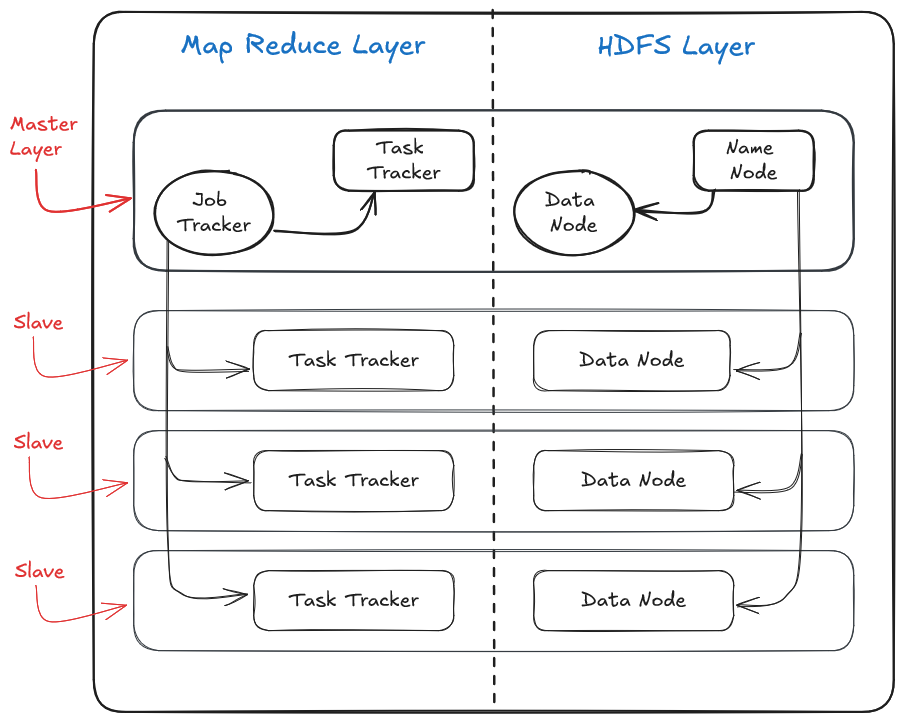 Map Reduce Layer
HDFS Layer
Master
Layer
Task
Tracker
Name
Node
Job
Tracker
Data
Node
Slave
Task Tracker
Data Node
Slave
Task Tracker
Data Node
Slave
Task Tracker
Data Node